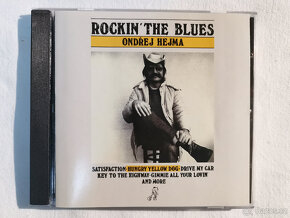 ROCKIN' THE BLUES
ONDŘEJ HEJMA
SATISFACTION·HUNGRY YELLOW DOG·DRIVE MY CAR
KEY TO THE HIGHWAY·GIMMIE ALL YOUR LOVIN
AND MORE